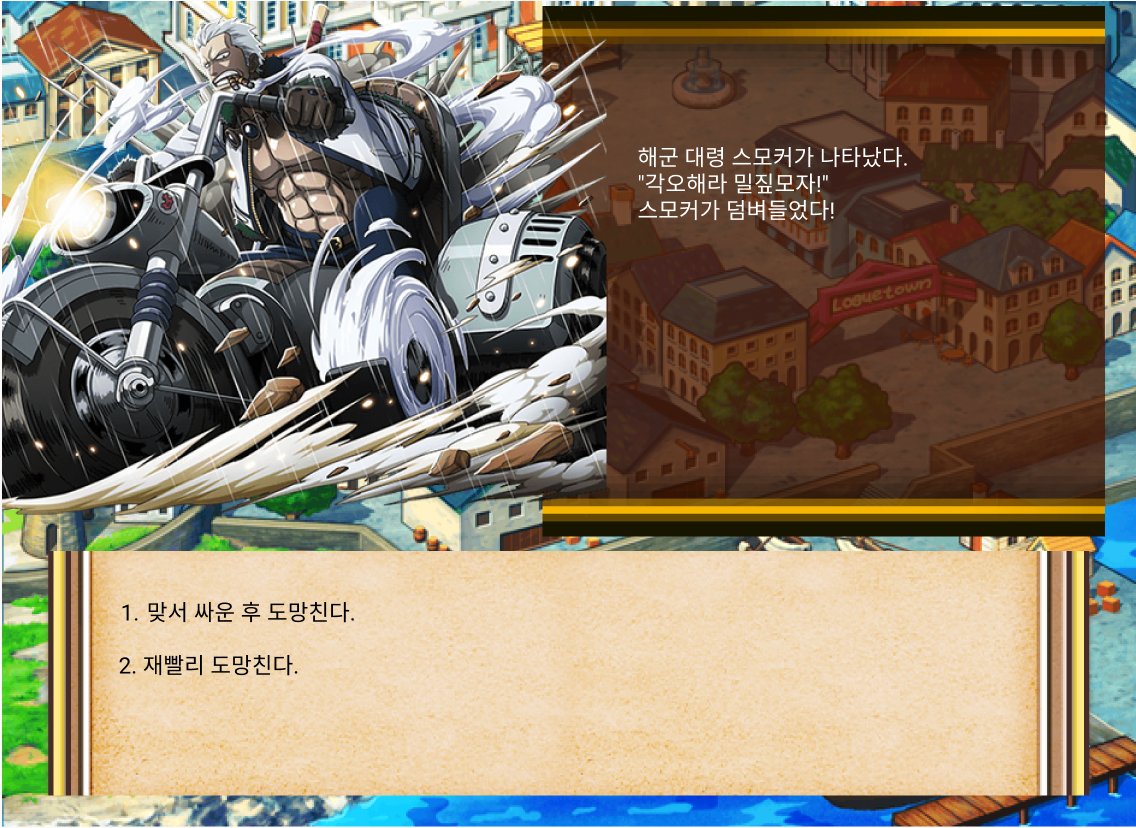 해군 대령 스모커가 나타났다.
"각오해라 밀짚모자!"
스모커가 덤벼들었다!
Loguetown
1. 맞서 싸운 후 도망친다.
2. 재빨리 도망친다.